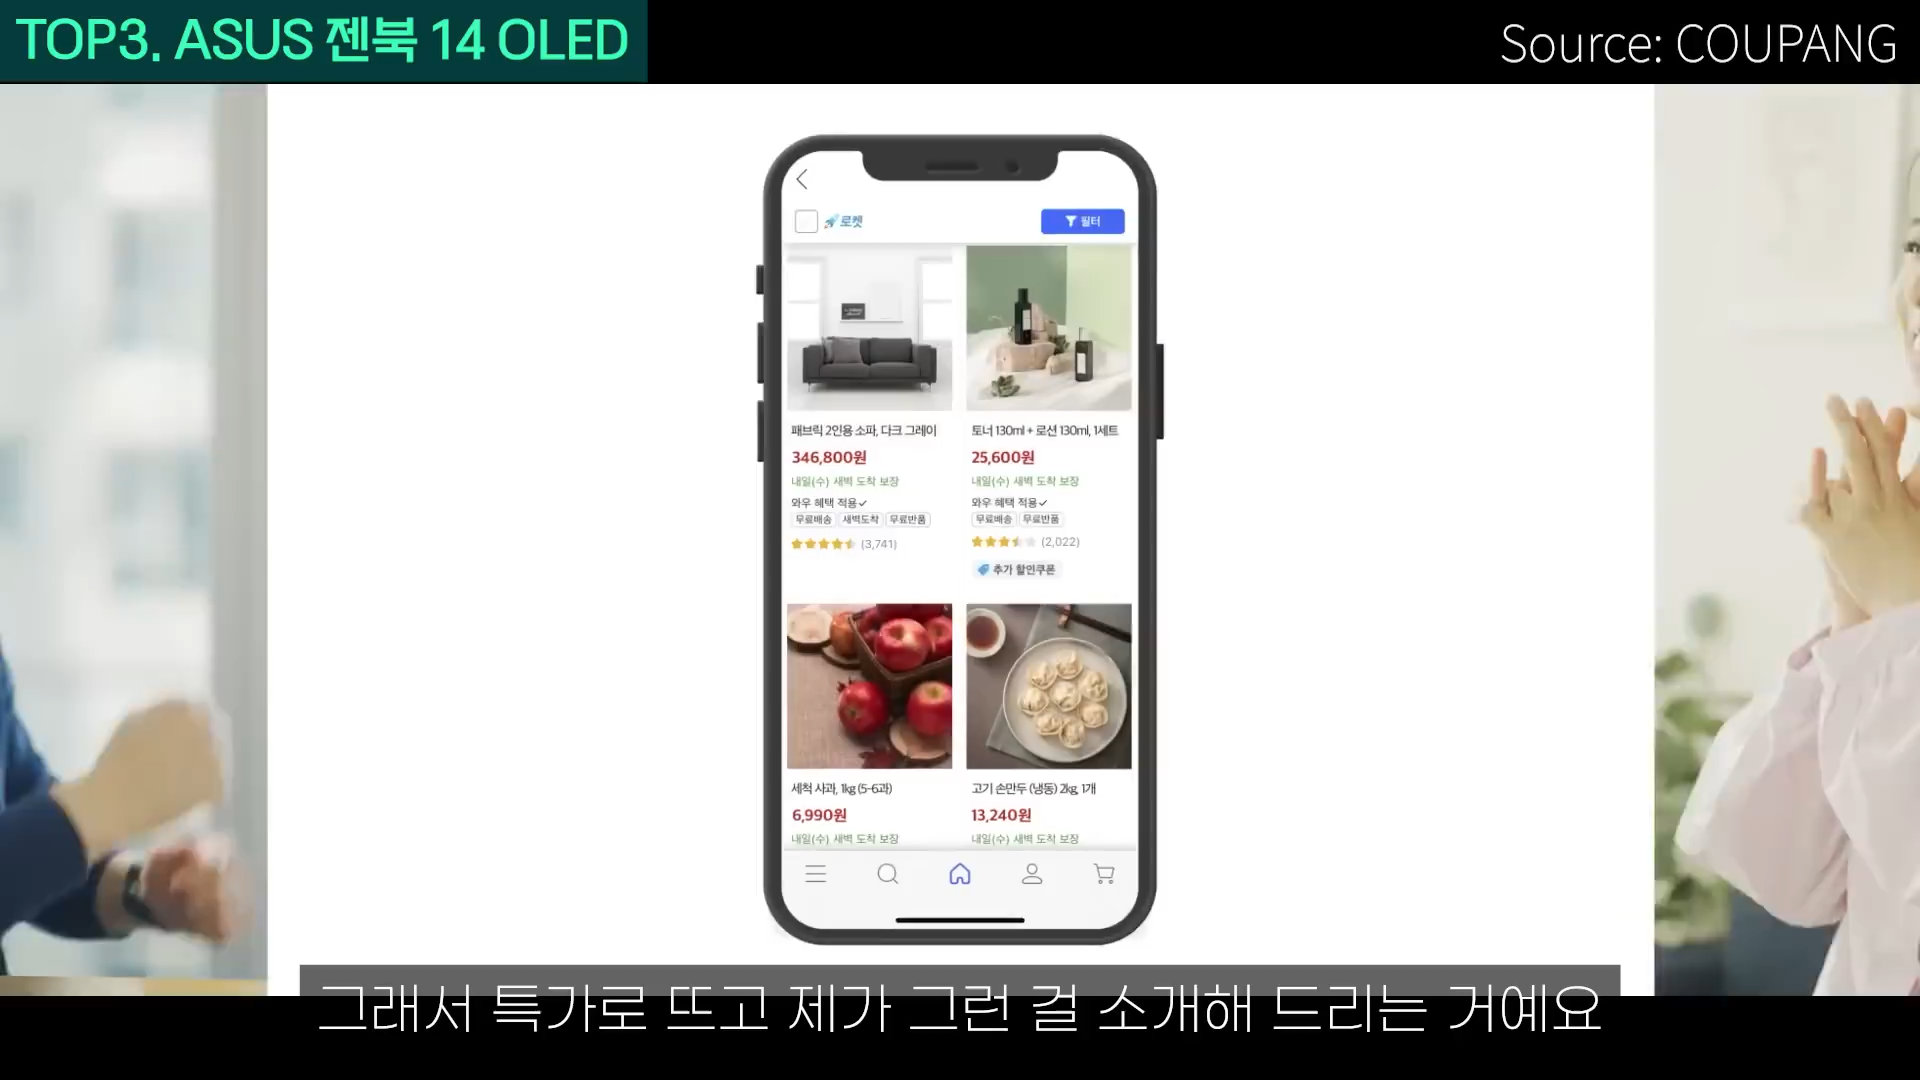 TOP3. ASUS 젠북 14 OLED
Source: COUPANG
로켓
필터
패브릭 2인용 소파, 다크 그레이
346,800원
내일(수) 새벽 도착 보장
와우 혜택 적용✓
무료배송 새벽도착 무료반품
(3,741)
토너 130ml + 로션 130ml, 1세트
25,600원
내일(수) 새벽 도착 보장
와우 혜택 적용✓
무료배송 무료반품
(2,022)
추가 할인쿠폰
세척 사과, 1kg (5-6과)
6,990원
내일(수) 새벽 도착 보장
고기 손만두 (냉동) 2kg, 1개
13,240원
내일(수) 새벽 도착 보장
그래서 특가로 뜨고 제가 그런 걸 소개해 드리는 거예요